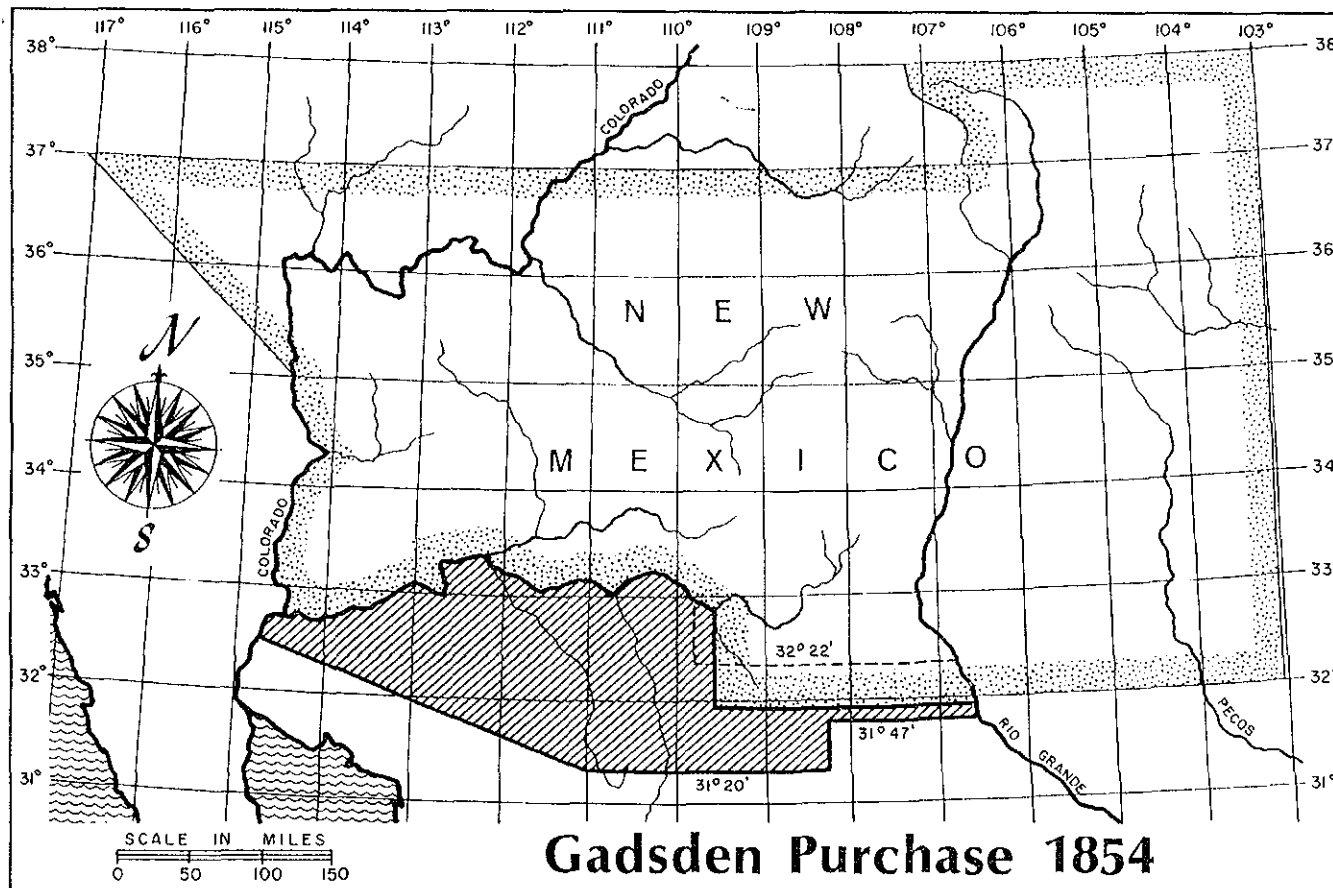 117° 116° 115° 114° 113° 112° 111° 110° 109° 108° 107° 106° 105° 104° 103°
38° 38
COLORADO
37° 37°
36° 36°
N E W
N
35° 35°
34° M E X I C O 34°
S
COLORADO
33° 33°
32° 22'
32° 32°
31° 47'
RIO GRANDE
PECOS
31° 20'
31° 31°
SCALE IN MILES
0 50 100 150
Gadsden Purchase 1854